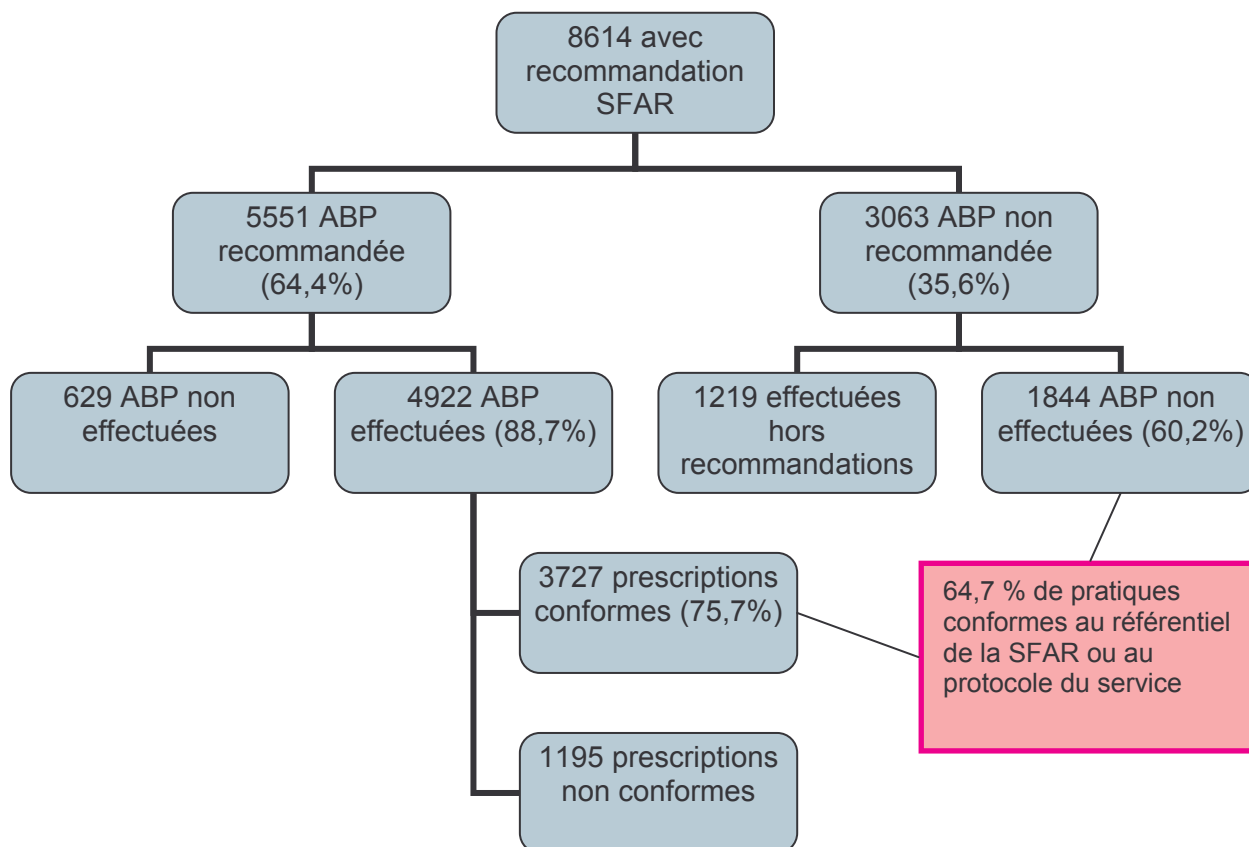 8614 avec
recommandation
SFAR
5551 ABP
recommandée
(64,4%)
3063 ABP non
recommandée
(35,6%)
629 ABP non
effectuées
4922 ABP
effectuées (88,7%)
1219 effectuées
hors
recommandations
1844 ABP non
effectuées (60,2%)
3727 prescriptions
conformes (75,7%)
64,7 % de pratiques
conformes au référentiel
de la SFAR ou au
protocole du service
1195 prescriptions
non conformes